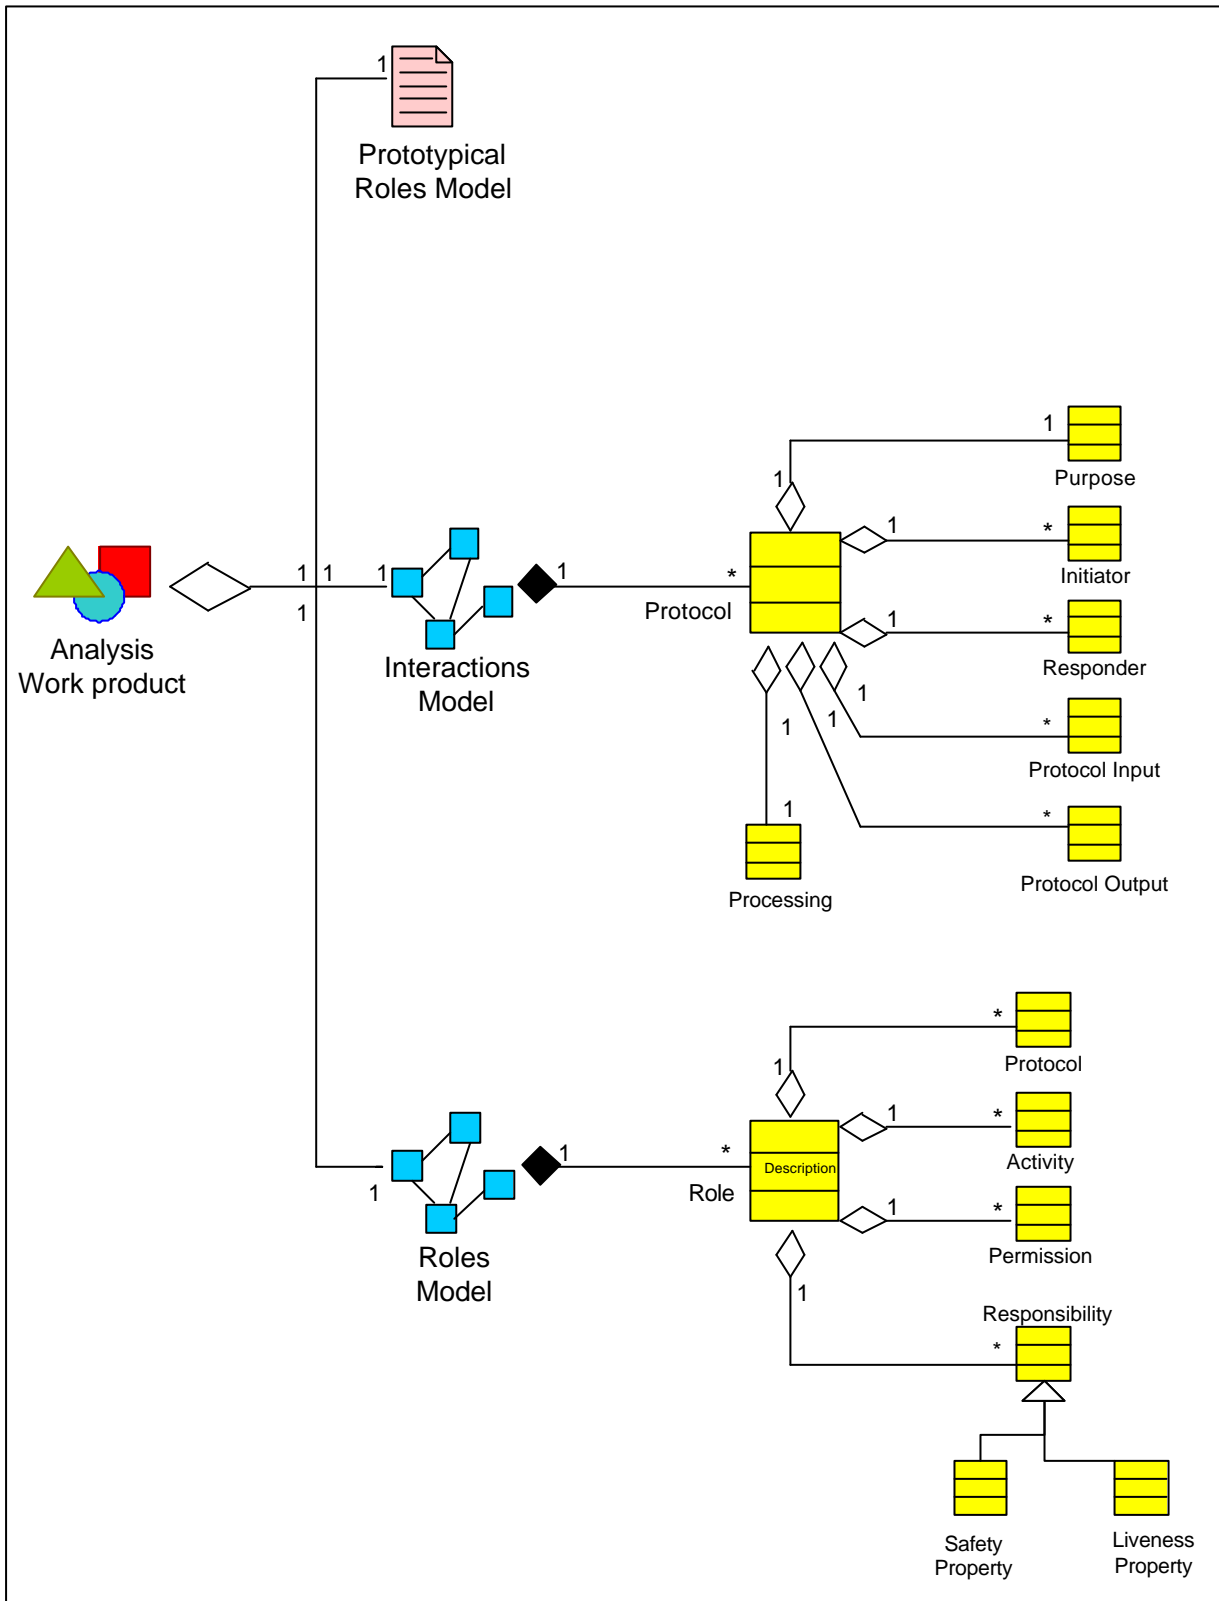 1
Prototypical
Roles Model
1
Purpose
1
1
*
Initiator
1
*
Responder
1
1
1
1
1
1
*
Protocol
Analysis
Work product
Interactions
Model
1
1
1
*
Protocol Input
1
*
Protocol Output
Processing
*
Protocol
1
1
*
Activity
1
*
Description
Role
1
Roles
Model
1
*
Permission
1
Responsibility
*
Safety
Property
Liveness
Property